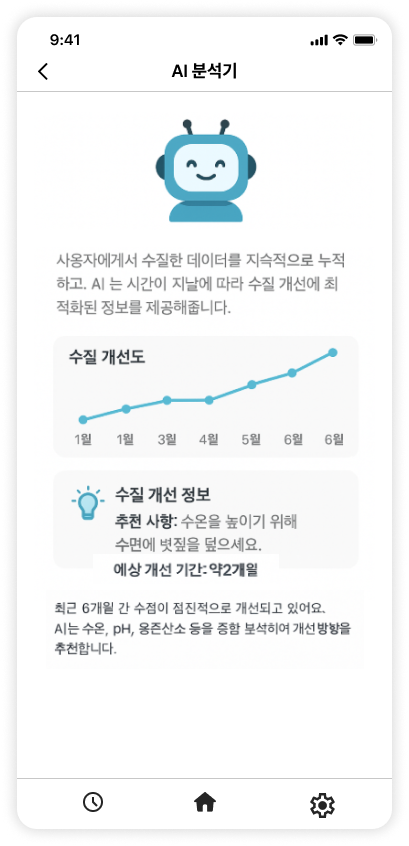 9:41
AI 분석기
사용자에게서 수질한 데이터를 지속적으로 누적
하고. AI 는 시간이 지날에 따라 수질 개선에 최
적화된 정보를 제공해줍니다.
수질 개선도
1월 1월 3월 4월 5월 6월 6월
수질 개선 정보
추천 사항: 수온을 높이기 위해
수면에 볏짚을 덮으세요.
예상 개선 기간: 약2개월
최근 6개월 간 수점이 점진적으로 개선되고 있어요.
AI는 수온, pH, 용존산소 등을 종합 분석히여 개선방향을
추천합니다.